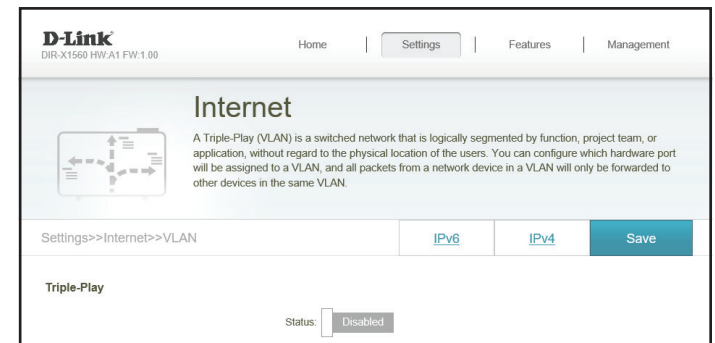 D-Link
DIR-X1560 HW:A1 FW:1.00
Home | Settings | Features | Management
Internet
A Triple-Play (VLAN) is a switched network that is logically segmented by function, project team, or
application, without regard to the physical location of the users. You can configure which hardware port
will be assigned to a VLAN, and all packets from a network device in a VLAN will only be forwarded to
other devices in the same VLAN.
Settings>>Internet>>VLAN IPv6 IPv4 Save
Triple-Play
Status: Disabled